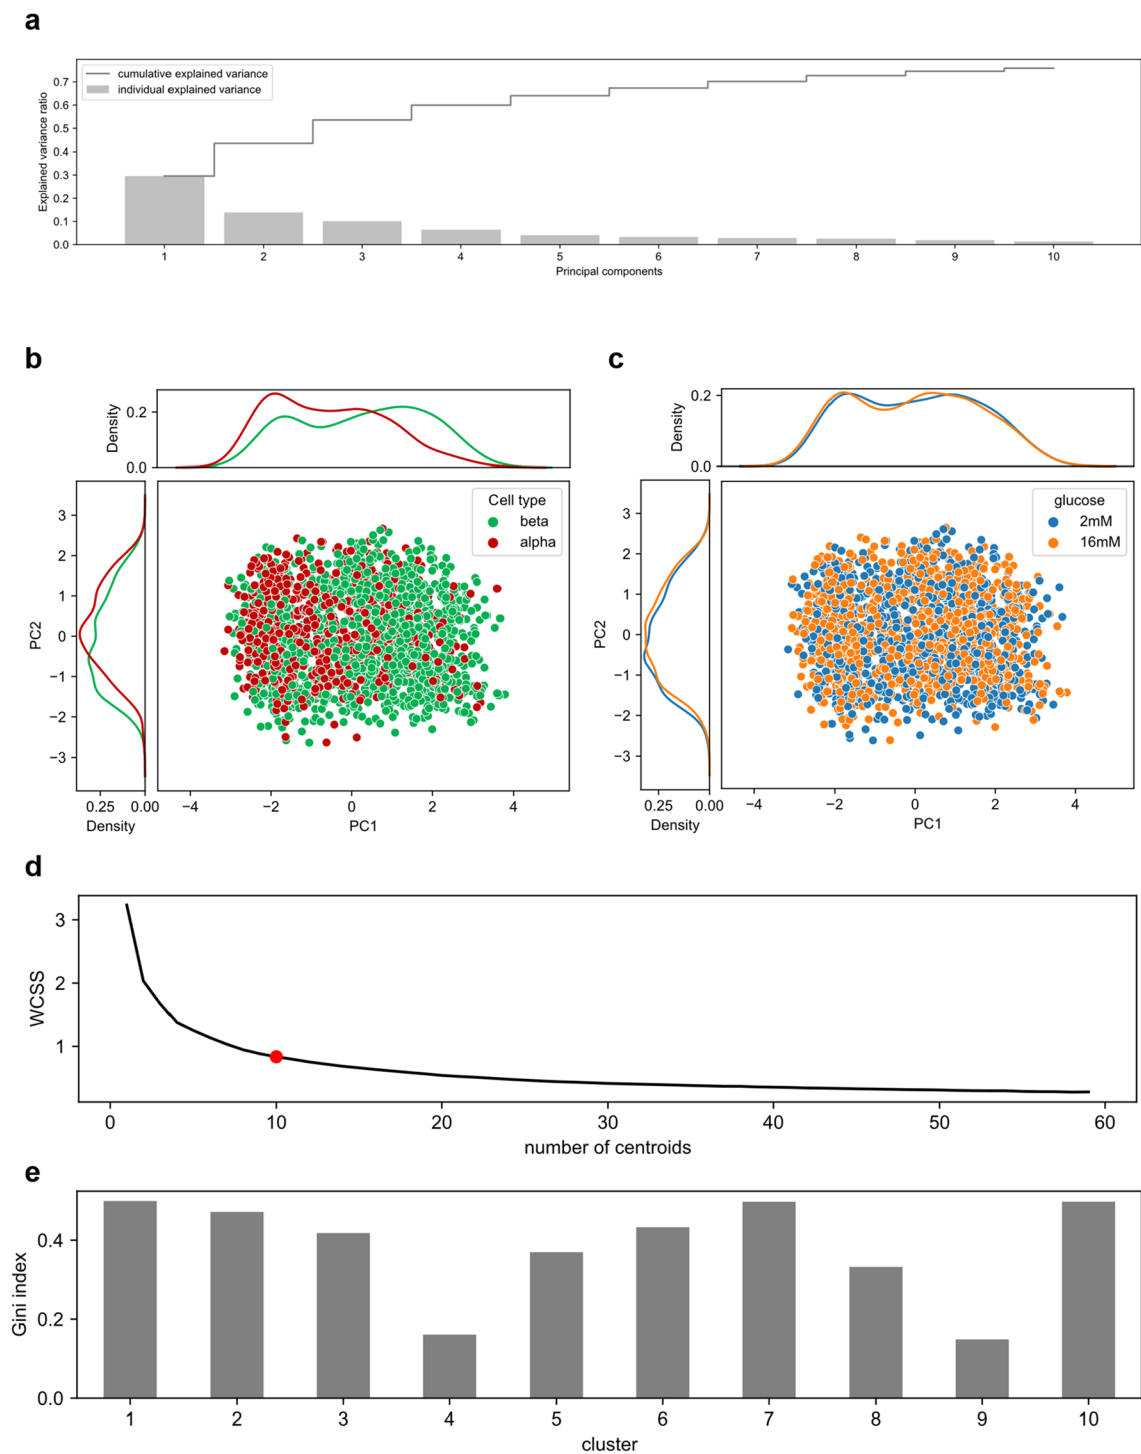 a
cumulative explained variance
individual explained variance
Explained variance ratio
0.7
0.6
0.5
0.4
0.3
0.2
0.1
0.0
1 2 3 4 5 6 7 8 9 10
Principal components
b
Density
0.2
0.0
Cell type
beta
alpha
PC2
3
2
1
0
−1
−2
−3
0.25 0.00
Density
−4 −2 0 2 4
PC1
c
Density
0.2
0.0
glucose
2mM
16mM
PC2
3
2
1
0
−1
−2
−3
0.25 0.00
Density
−4 −2 0 2 4
PC1
d
WCSS
3
2
1
0 10 20 30 40 50 60
number of centroids
e
Gini index
0.4
0.2
0.0
1 2 3 4 5 6 7 8 9 10
cluster